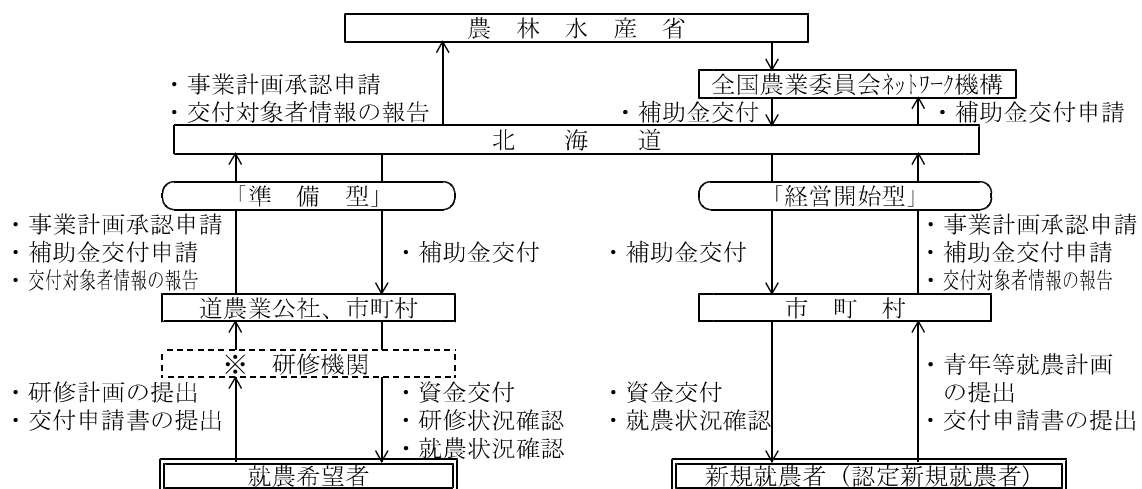 農　林　水　産　省
・事業計画承認申請
・交付対象者情報の報告
全国農業委員会ﾈｯﾄﾜｰｸ機構
・補助金交付
・補助金交付申請
北　　海　　道
「準　備　型」
「経営開始型」
・事業計画承認申請
・補助金交付申請
・交付対象者情報の報告
・補助金交付
・補助金交付
・事業計画承認申請
・補助金交付申請
・交付対象者情報の報告
道農業公社、市町村
市　町　村
※　研修機関
・研修計画の提出
・交付申請書の提出
・資金交付
・研修状況確認
・就農状況確認
・資金交付
・就農状況確認
・青年等就農計画
の提出
・交付申請書の提出
就農希望者
新規就農者（認定新規就農者）